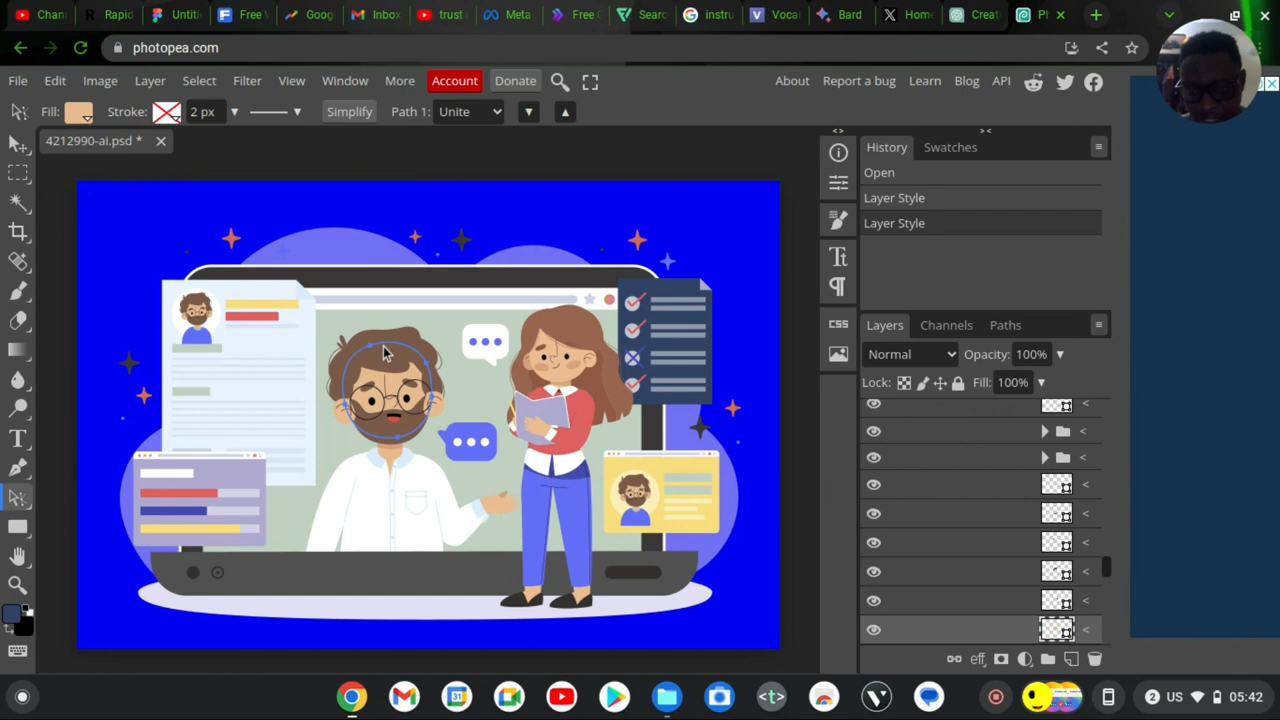 Chann
Rapid
Untitl
Free V
Goog
Inbox
trust
Meta
Free C
Searc
instru
Vocal
Bard
Home
Creat
Ph
photopea.com
File Edit Image Layer Select Filter View Window More Account Donate About Report a bug Learn Blog API
Fill: Stroke: 2 px Simplify Path 1: Unite
4212990-ai.psd *
History Swatches
Open
Layer Style
Layer Style
CSS
Layers Channels Paths
Normal Opacity: 100%
Lock: Fill: 100%
eff
2 US 05:42